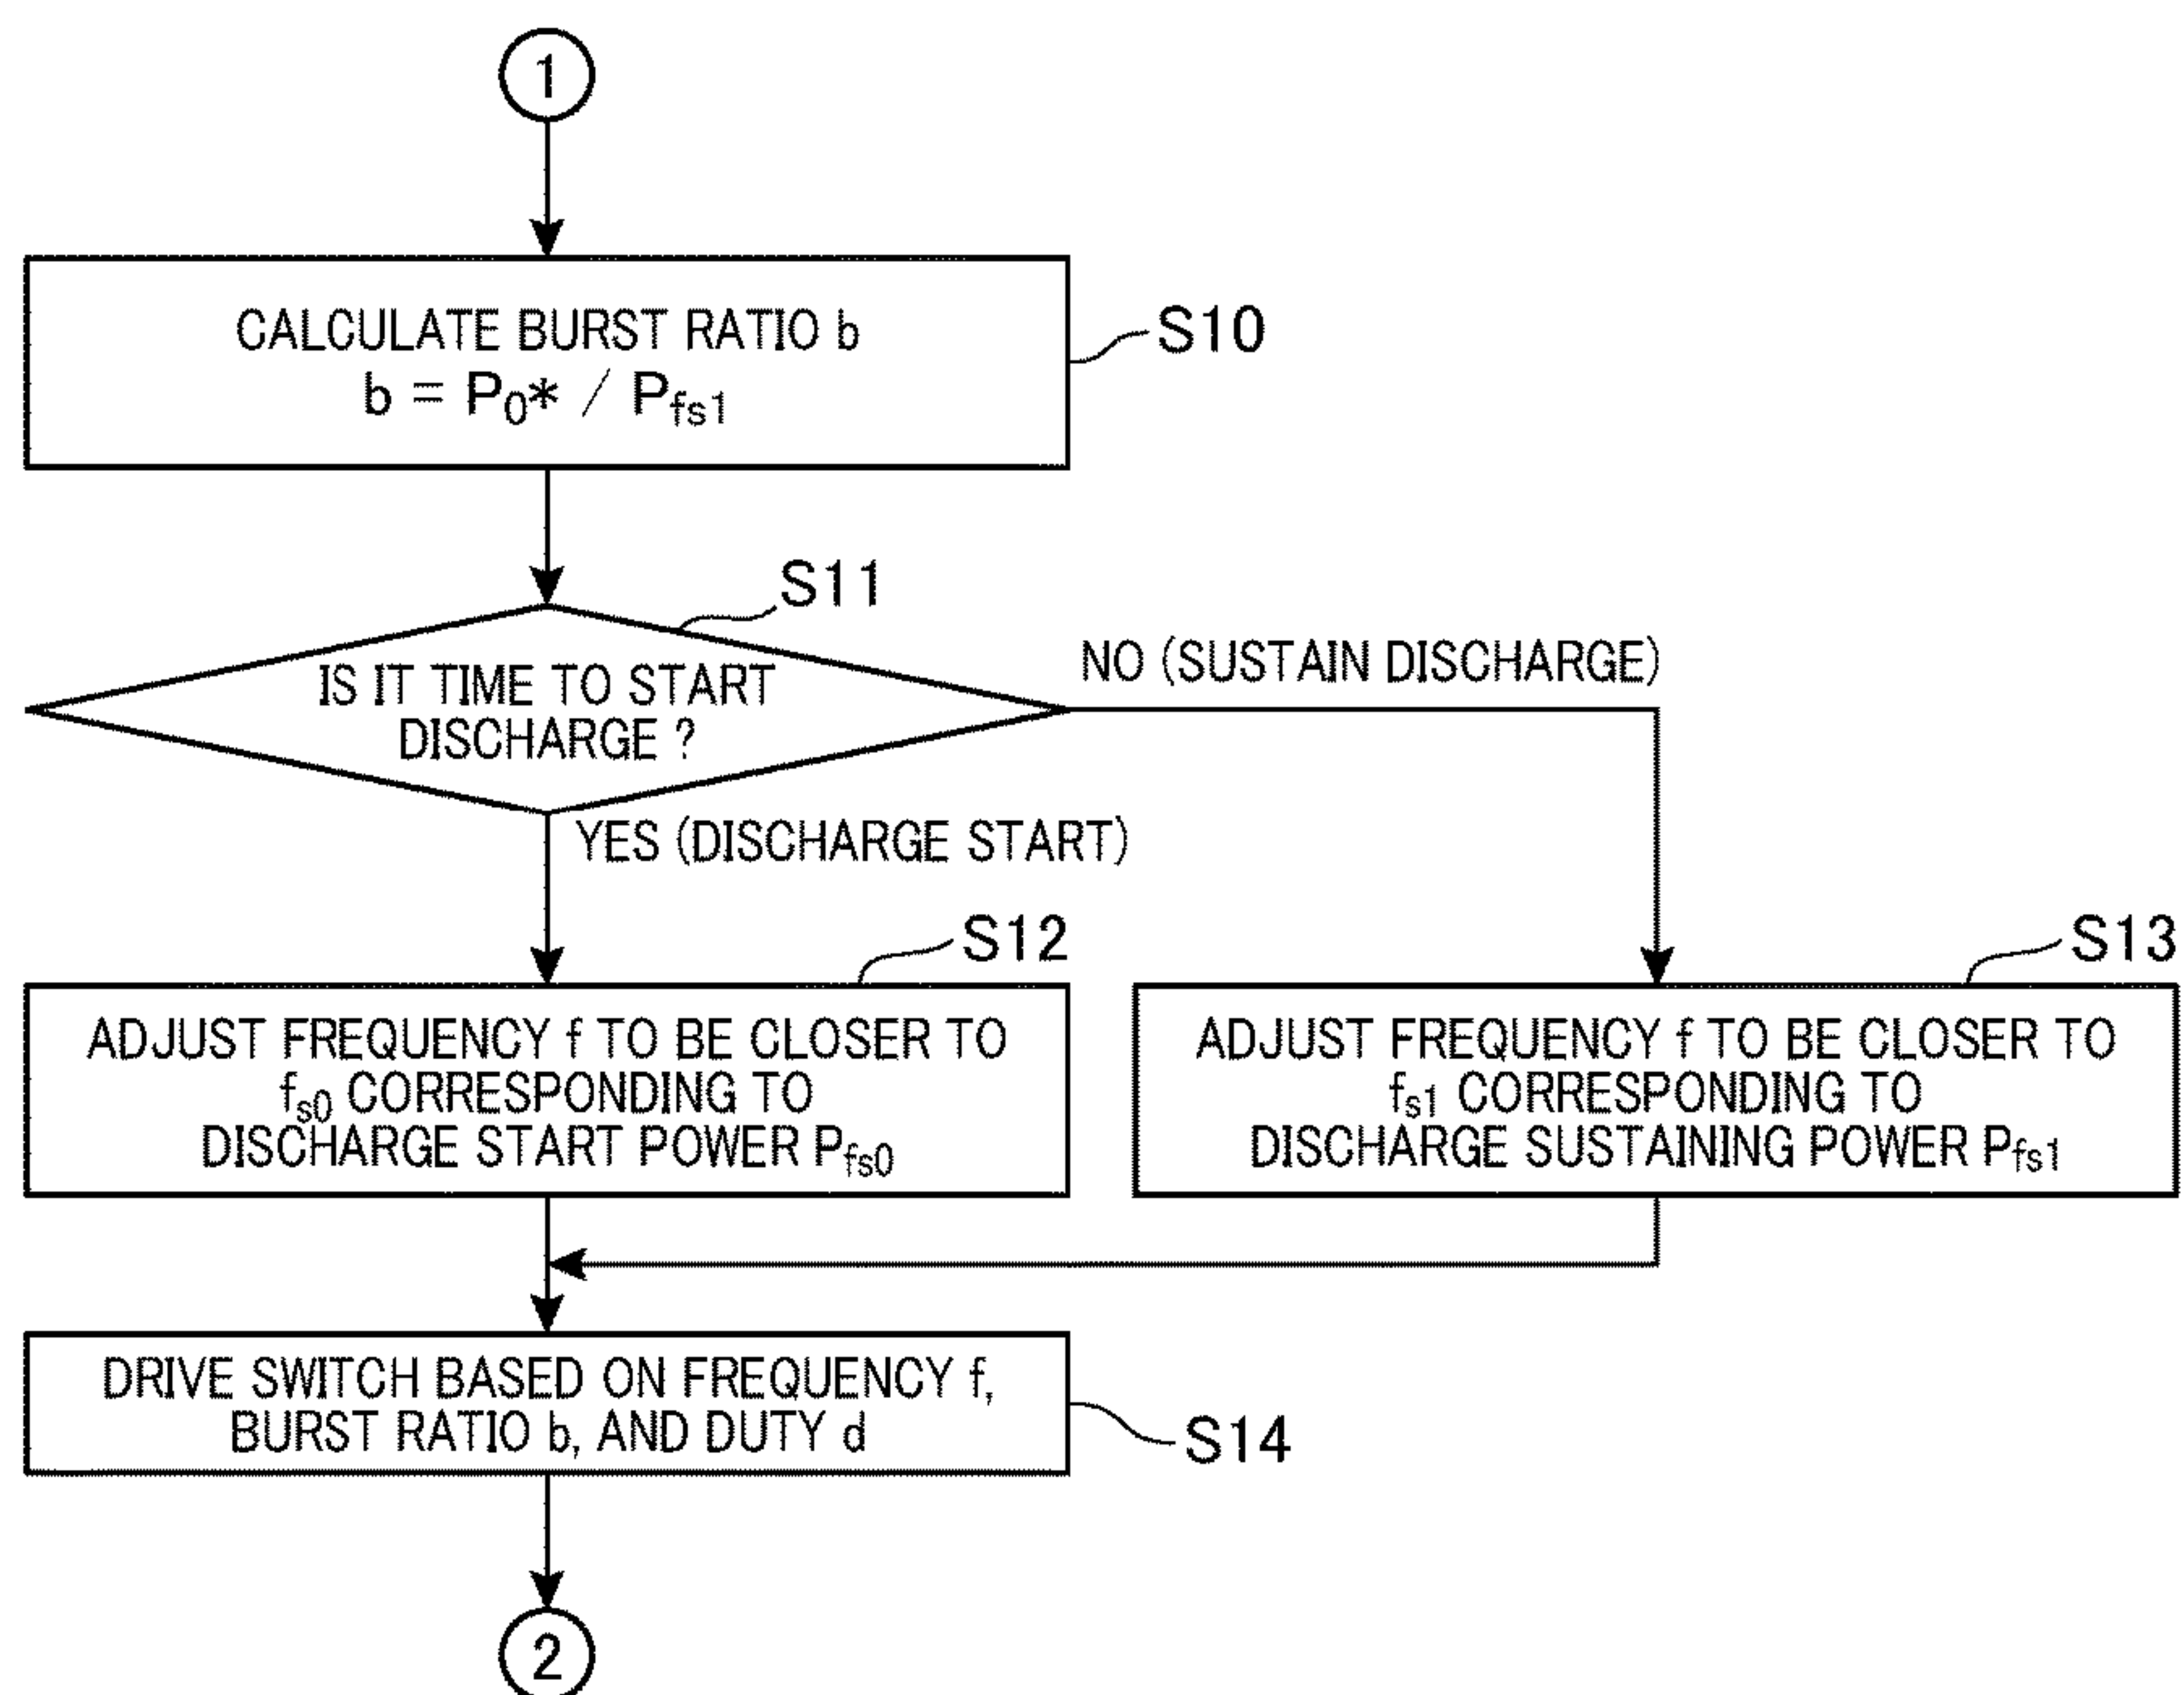 1
CALCULATE BURST RATIO b
b = P0* / Pfs1
S10
S11
IS IT TIME TO START
DISCHARGE ?
NO (SUSTAIN DISCHARGE)
YES (DISCHARGE START)
S12
ADJUST FREQUENCY f TO BE CLOSER TO
fs0 CORRESPONDING TO
DISCHARGE START POWER Pfs0
S13
ADJUST FREQUENCY f TO BE CLOSER TO
fs1 CORRESPONDING TO
DISCHARGE SUSTAINING POWER Pfs1
DRIVE SWITCH BASED ON FREQUENCY f,
BURST RATIO b, AND DUTY d
S14
2